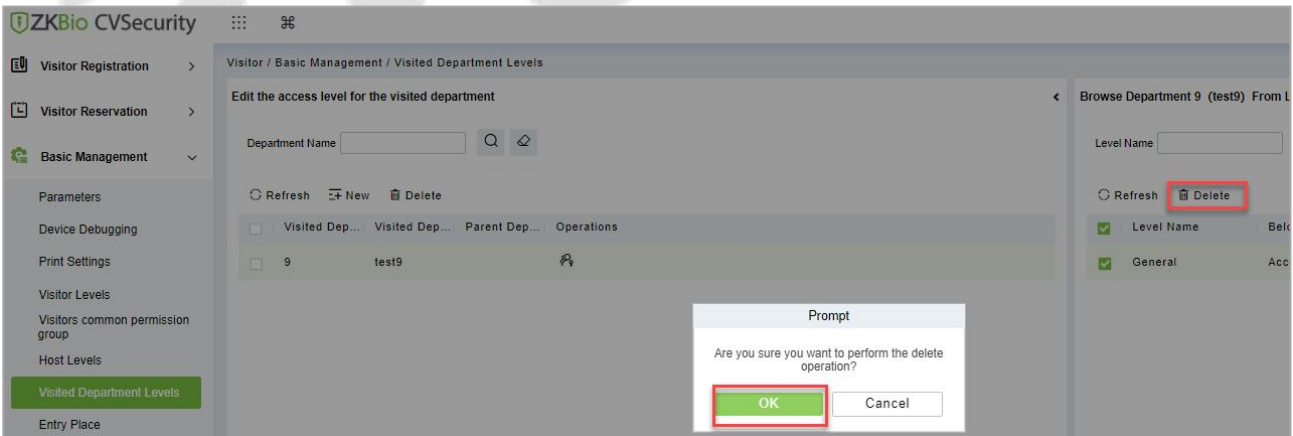 ZKBio CVSecurity
Visitor Registration
Visitor / Basic Management / Visited Department Levels
Edit the access level for the visited department
Browse Department 9 (test9) From L
Visitor Reservation
Department Name
Level Name
Basic Management
Parameters
Refresh New Delete
Refresh Delete
Device Debugging
Visited Dep... Visited Dep... Parent Dep... Operations
Level Name Belo
Print Settings
9 test9
General Acc
Visitor Levels
Visitors common permission
group
Host Levels
Visited Department Levels
Entry Place
Prompt
Are you sure you want to perform the delete
operation?
OK Cancel